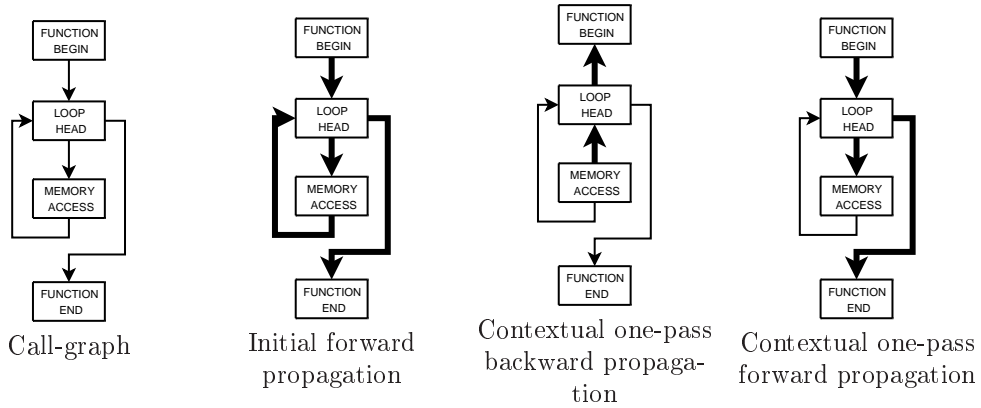 FUNCTION
BEGIN
LOOP
HEAD
MEMORY
ACCESS
FUNCTION
END
Call-graph
FUNCTION
BEGIN
LOOP
HEAD
MEMORY
ACCESS
FUNCTION
END
Initial forward
propagation
FUNCTION
BEGIN
LOOP
HEAD
MEMORY
ACCESS
FUNCTION
END
Contextual one-pass
backward propaga-
tion
FUNCTION
BEGIN
LOOP
HEAD
MEMORY
ACCESS
FUNCTION
END
Contextual one-pass
forward propagation